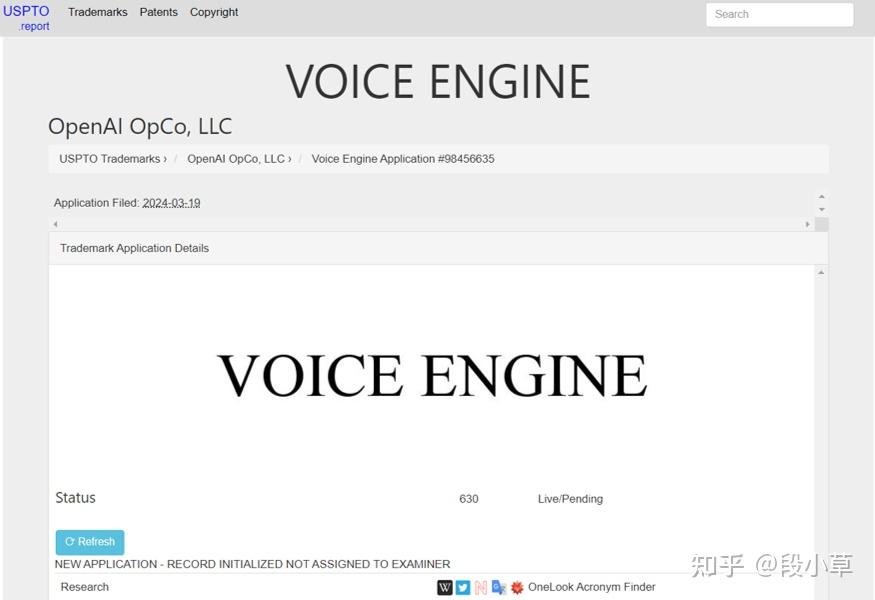 USPTO Trademarks Patents Copyright Search
.report
VOICE ENGINE
OpenAI OpCo, LLC
USPTO Trademarks › / OpenAI OpCo, LLC › / Voice Engine Application #98456635
Application Filed: 2024-03-19
Trademark Application Details
VOICE ENGINE
Status 630 Live/Pending
Refresh
NEW APPLICATION - RECORD INITIALIZED NOT ASSIGNED TO EXAMINER
Research W N G OneLook Acronym Finder
知乎 @段小草